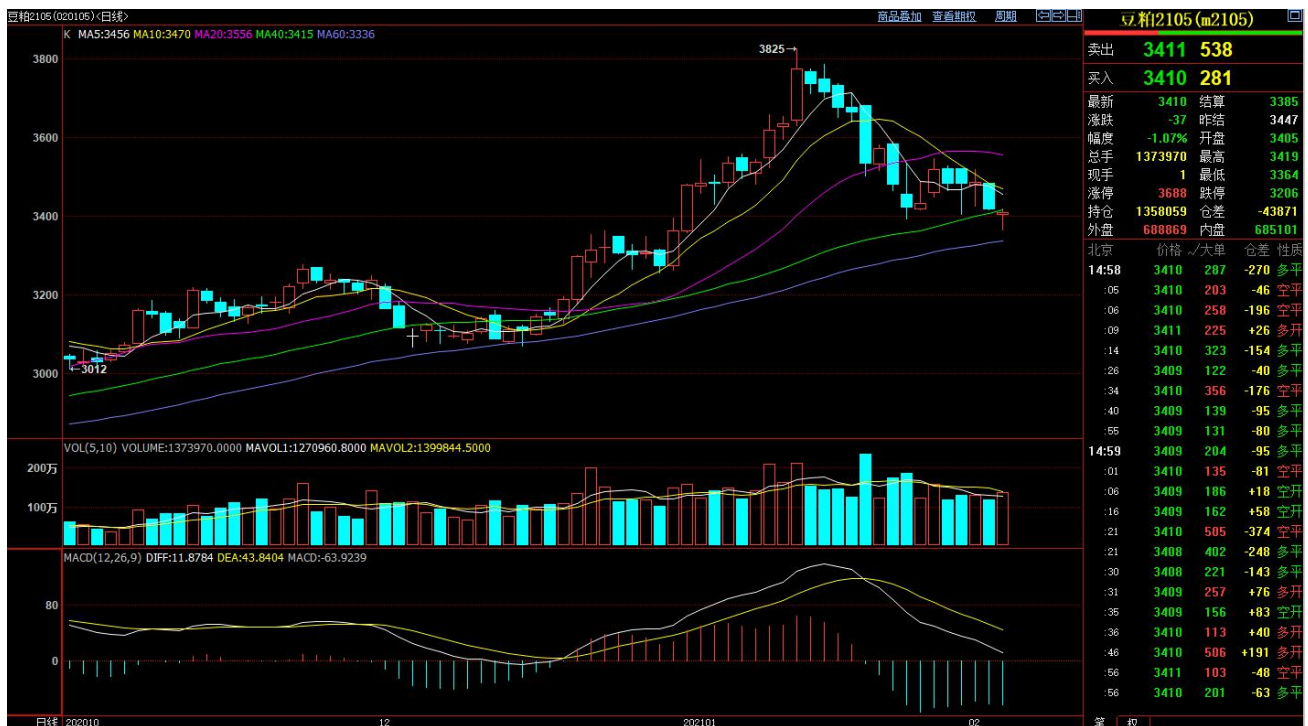 豆粕2105(020105)<日线>
商品叠加 查看期权 周期
K MA5:3456 MA10:3470 MA20:3556 MA40:3415 MA60:3336
3825→
3800
3600
3400
3200
3000
←3012
VOL(5,10) VOLUME:1373970.0000 MAVOL1:1270960.8000 MAVOL2:1399844.5000
200万
100万
MACD(12,26,9) DIFF:11.8784 DEA:43.8404 MACD:-63.9239
80
0
日线 202010 12 202101 02
豆粕2105(m2105)
卖出 3411 538
买入 3410 281
最新 3410 结算 3385
涨跌 -37 昨结 3447
幅度 -1.07% 开盘 3405
总手 1373970 最高 3419
现手 1 最低 3364
涨停 3688 跌停 3206
持仓 1358059 仓差 -43871
外盘 688869 内盘 685101
北京 价格 √大单 仓差 性质
14:58 3410 287 -270 多平
:05 3410 203 -46 空平
:06 3410 258 -196 空平
:09 3411 225 +26 多开
:14 3410 323 -154 多平
:26 3409 122 -40 多平
:34 3410 356 -176 空平
:40 3409 139 -95 多平
:55 3409 131 -80 多平
14:59 3409 204 -95 多平
:01 3410 135 -81 空平
:06 3409 186 +18 空开
:16 3409 162 +58 空开
:21 3410 505 -374 空平
:21 3408 402 -248 多平
:30 3408 221 -143 多平
:31 3409 257 +76 多开
:35 3409 156 +83 空开
:36 3410 113 +40 多开
:46 3410 506 +191 多开
:56 3411 103 -48 空平
:56 3410 201 -63 多平
笔 权